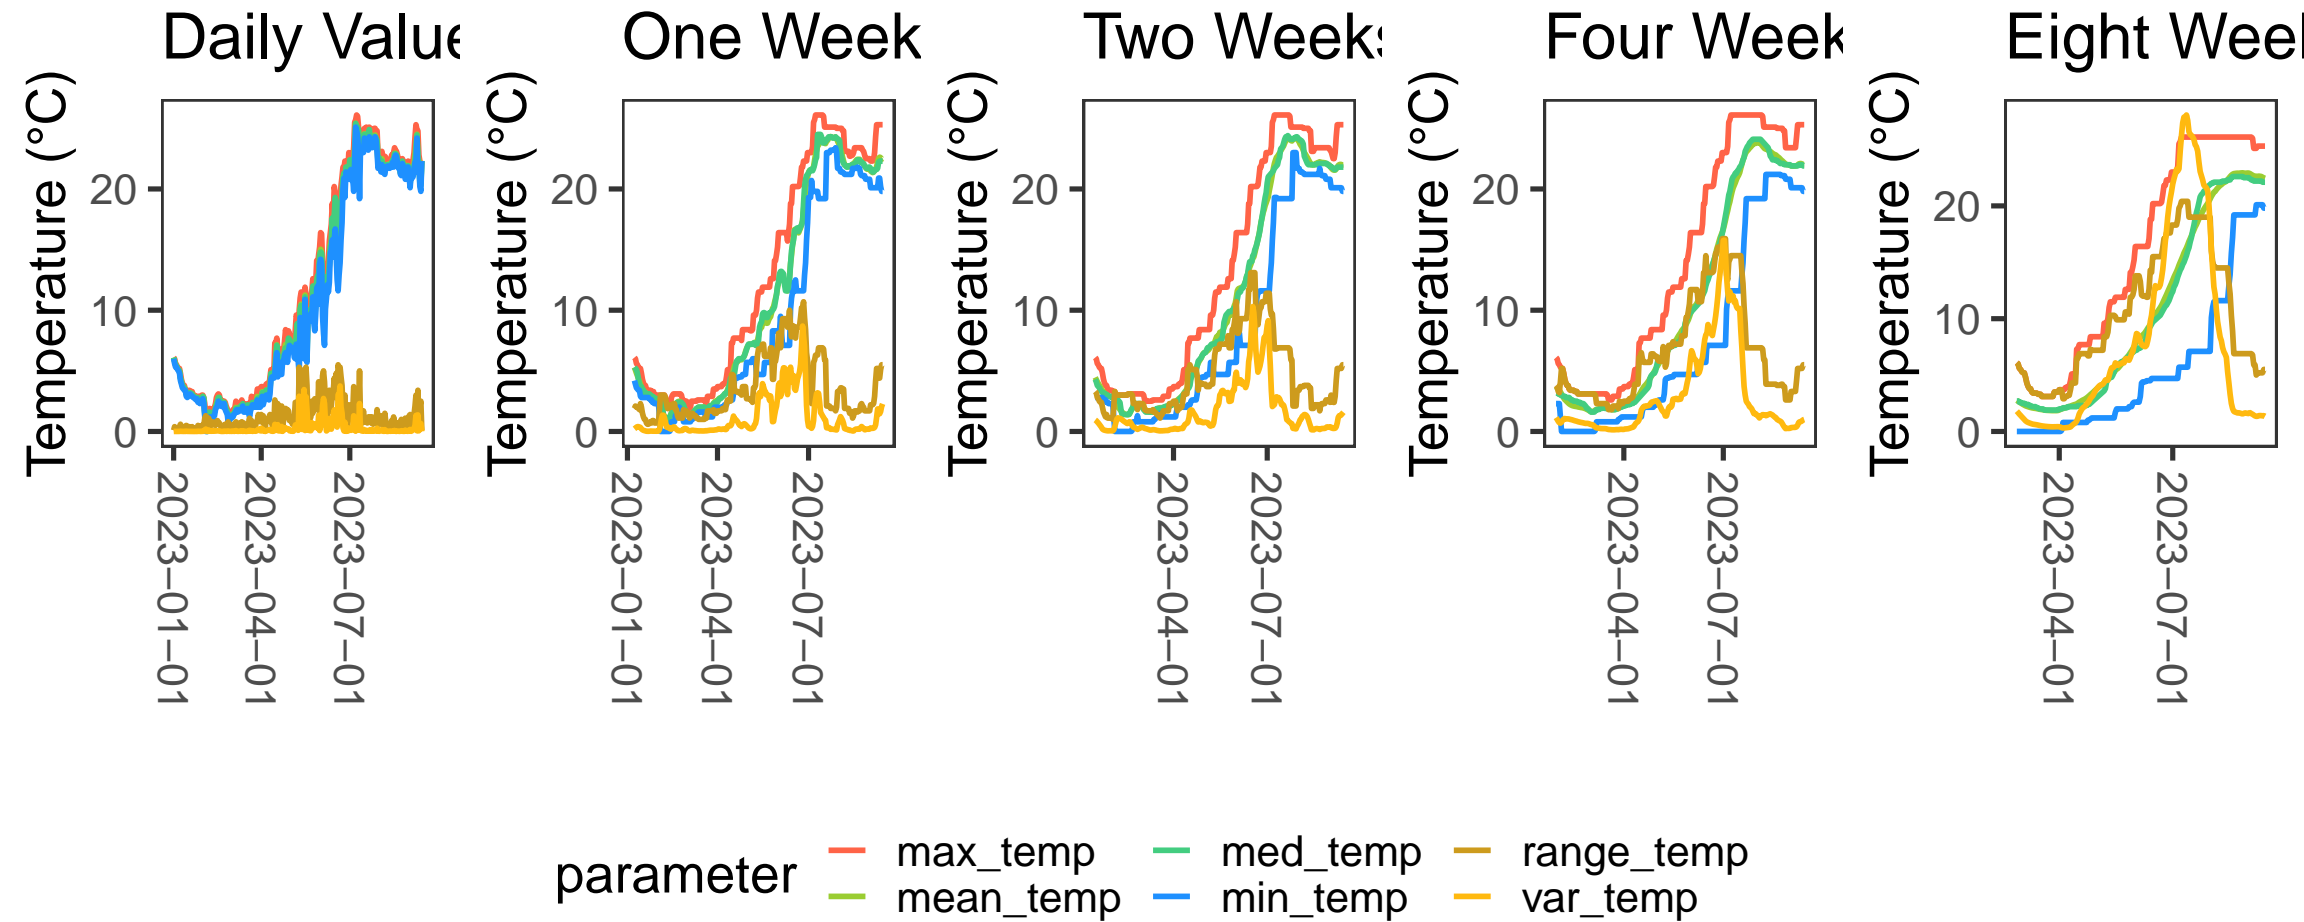 Daily Value
One Week
Two Weeks
Four Week
Eight Weel
Temperature (°C)
20
10
0
2023−01−01
2023−04−01
2023−07−01
Temperature (°C)
20
10
0
2023−01−01
2023−04−01
2023−07−01
Temperature (°C)
20
10
0
2023−04−01
2023−07−01
Temperature (°C)
20
10
0
2023−04−01
2023−07−01
Temperature (°C)
20
10
0
2023−04−01
2023−07−01
parameter
max_temp
mean_temp
med_temp
min_temp
range_temp
var_temp